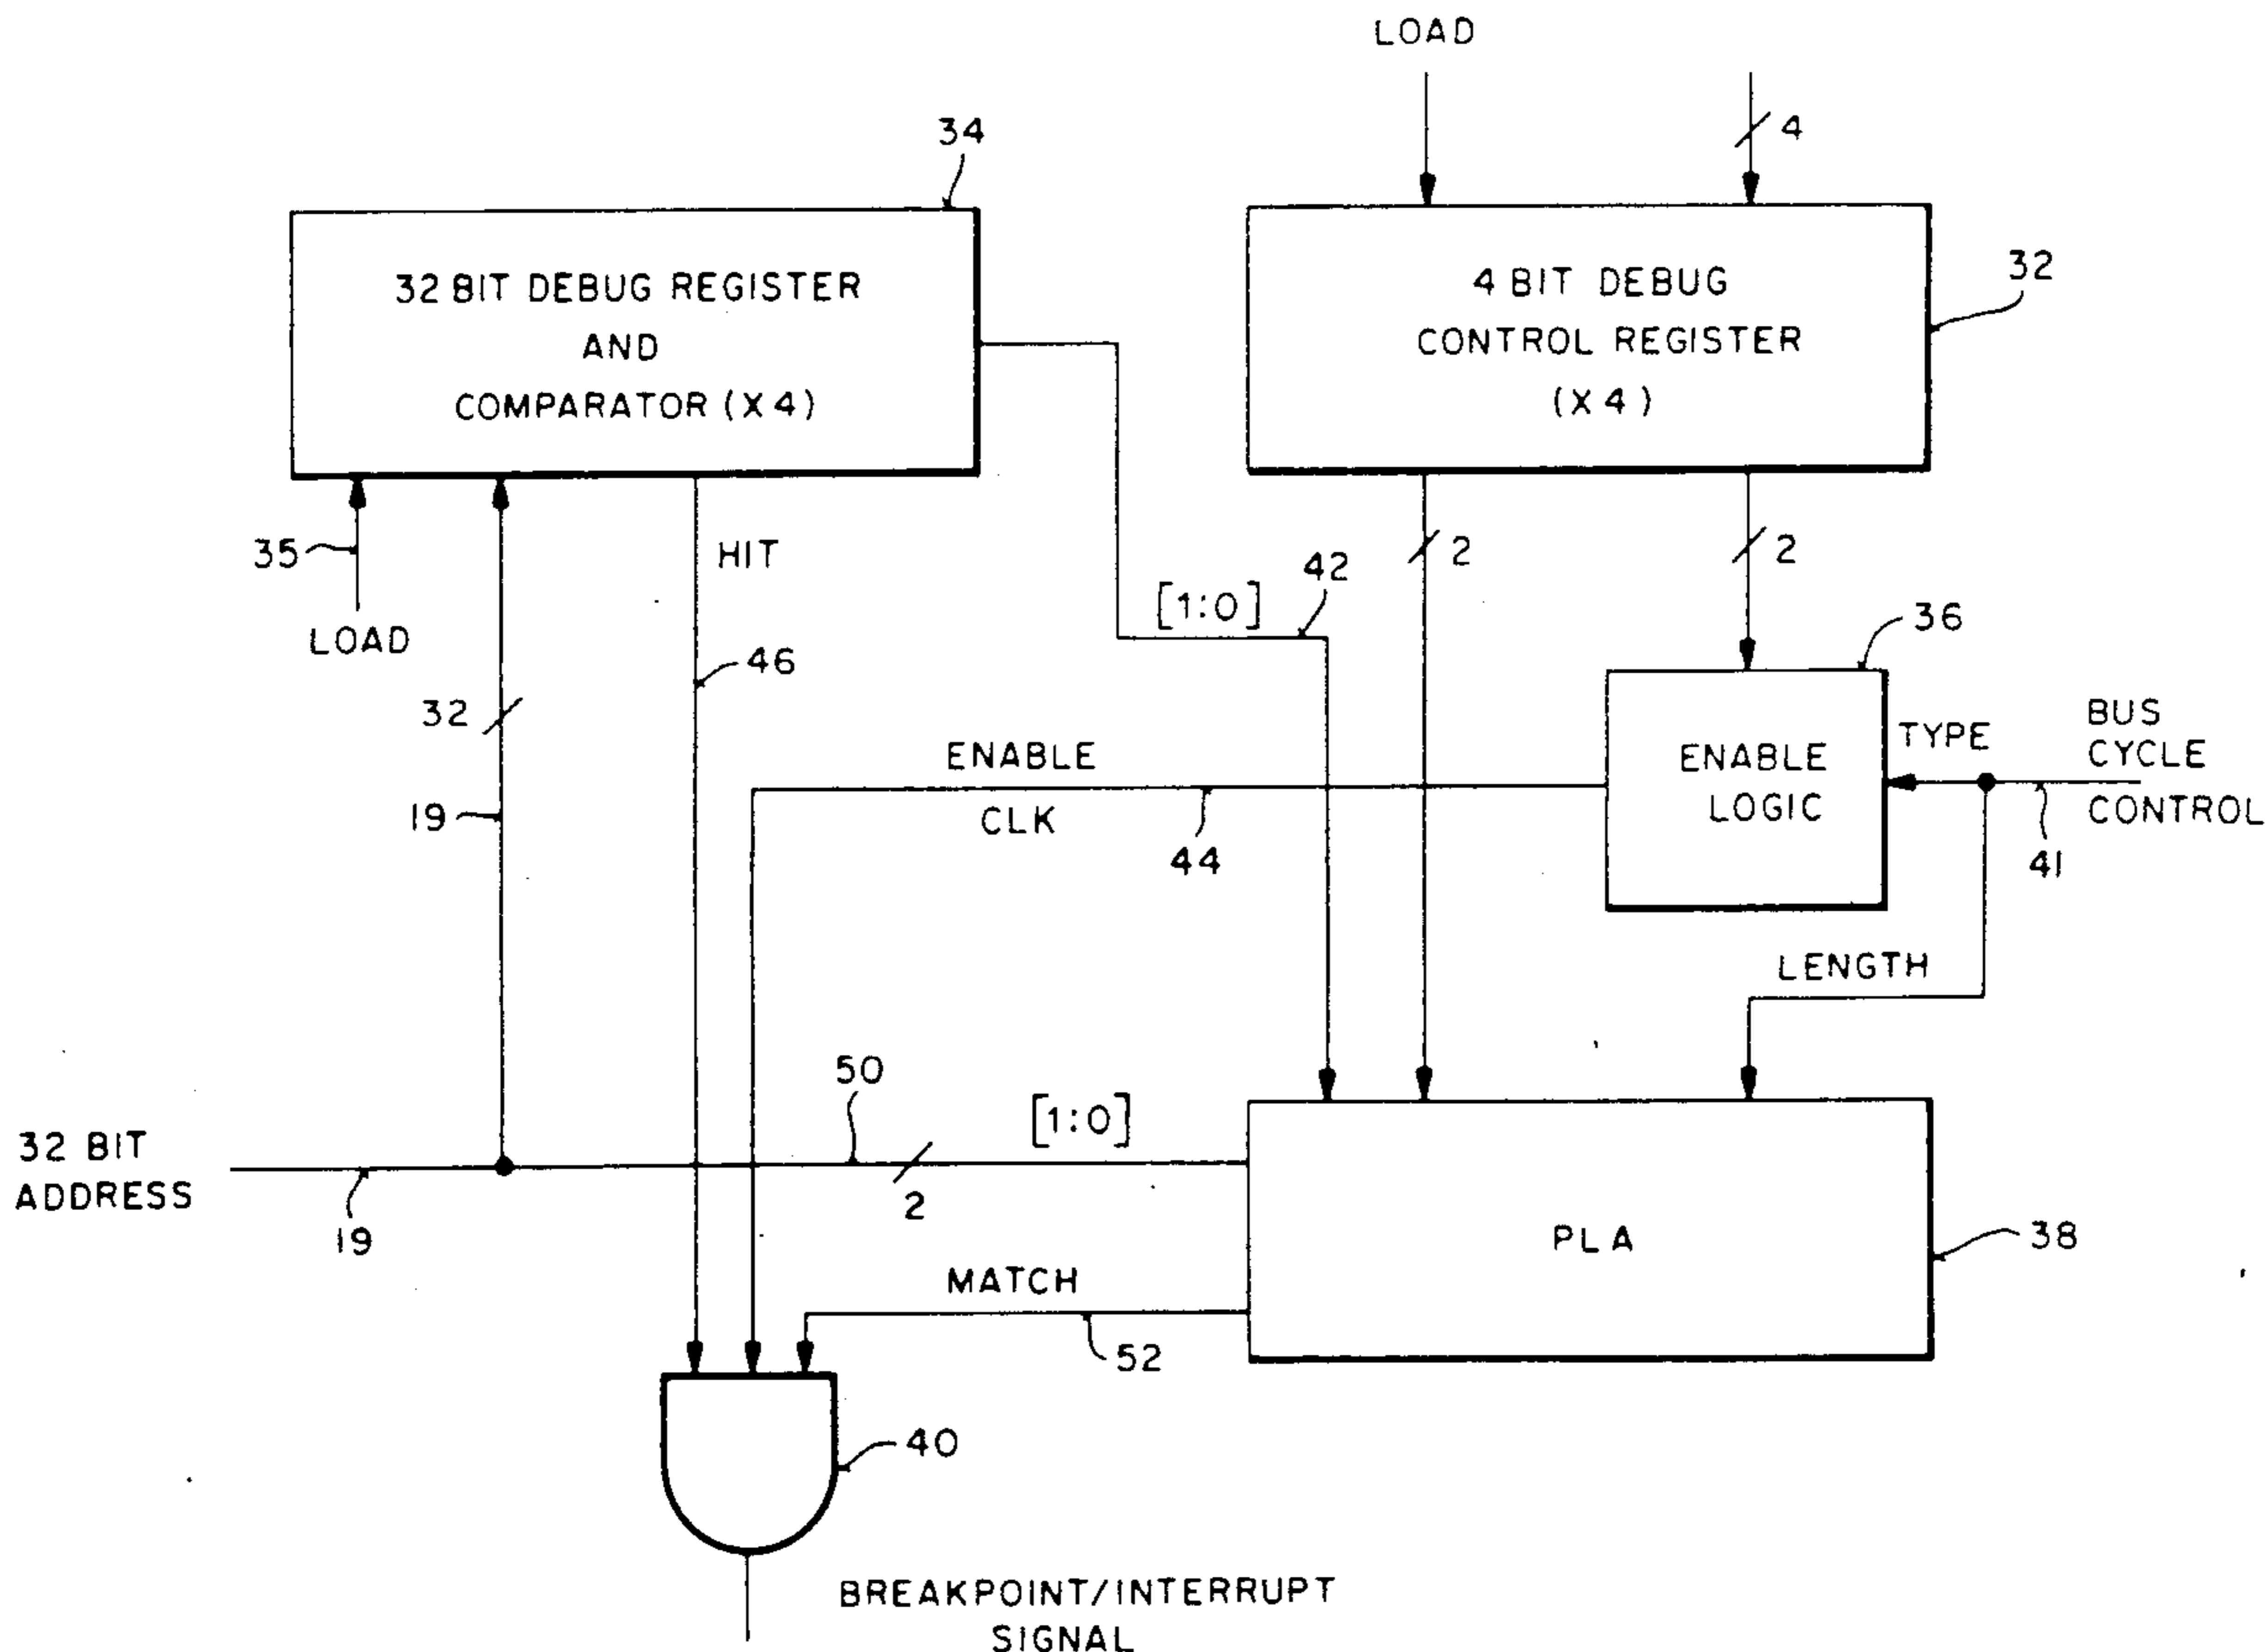 LOAD
4
34
32 BIT DEBUG REGISTER
AND
COMPARATOR (X4)
4 BIT DEBUG
CONTROL REGISTER
(X4)
32
35
LOAD
HIT
46
[1:0]
42
2
2
36
32
19
ENABLE
CLK
44
ENABLE
LOGIC
TYPE
BUS
CYCLE
CONTROL
41
LENGTH
32 BIT
ADDRESS
19
50
2
[1:0]
PLA
38
MATCH
52
40
BREAKPOINT/INTERRUPT
SIGNAL